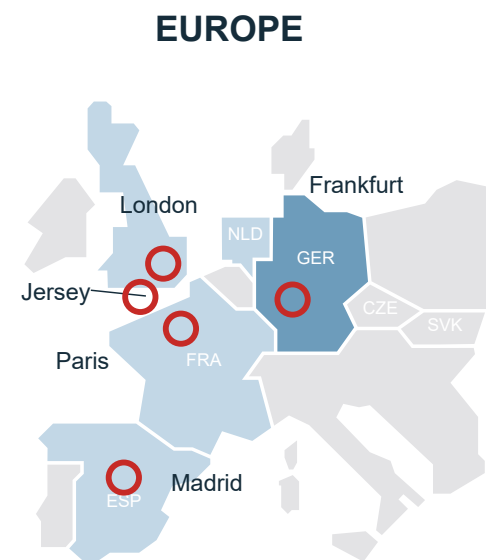 EUROPE
Frankfurt
London
NLD
GER
Jersey
CZE
SVK
Paris
FRA
Madrid
ESP